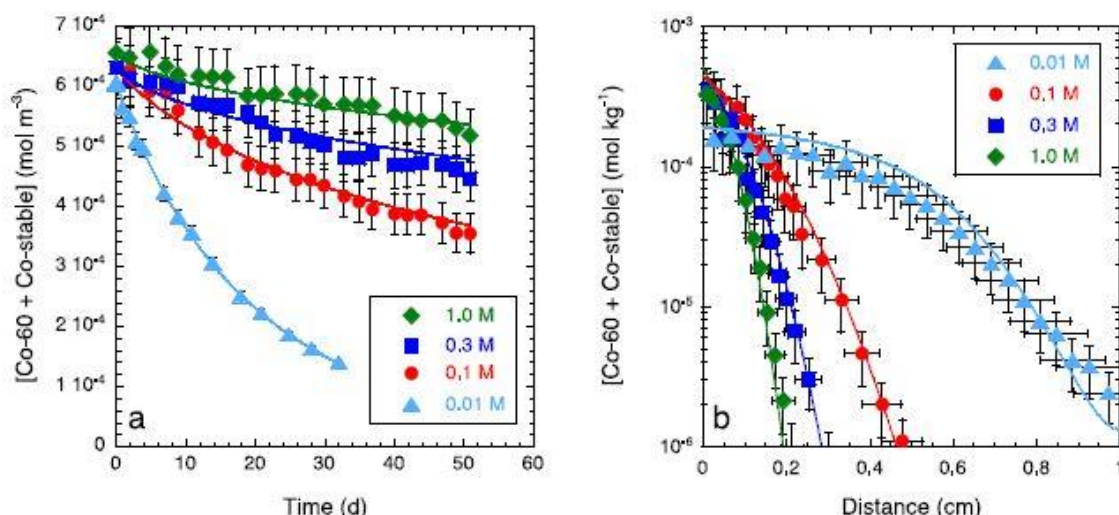 [Co-60 + Co-stable] (mol m⁻³)
7 10⁻⁴
6 10⁻⁴
5 10⁻⁴
4 10⁻⁴
3 10⁻⁴
2 10⁻⁴
1 10⁻⁴
0
1.0 M
0.3 M
0.1 M
0.01 M
a
0 10 20 30 40 50 60
Time (d)
[Co-60 + Co-stable] (mol kg⁻¹)
10⁻³
10⁻⁴
10⁻⁵
10⁻⁶
0.01 M
0,1 M
0,3 M
1.0 M
b
0 0,2 0,4 0,6 0,8 1
Distance (cm)